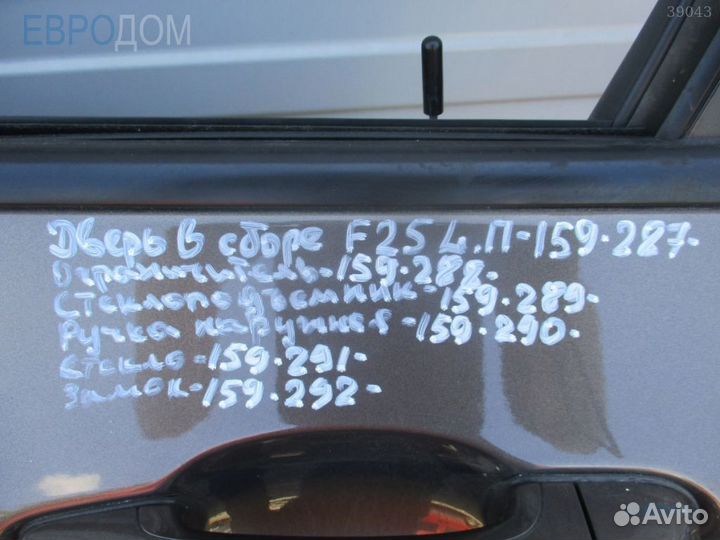 ЕВРОДОМ
39043
Дверь в сборе F25 L.П-159.287-
Ограничитель-159.288-
Стеклоподъемник-159.289-
Ручка наружняя-159.290-
Стекло-159.291-
Замок-159.292-
Avito